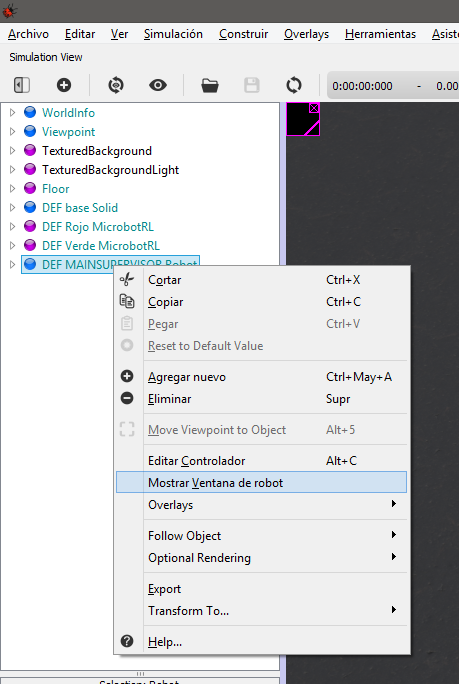 Archivo Editar Ver Simulación Construir Overlays Herramientas Asist
Simulation View
0:00:00:000 - 0.00
WorldInfo
Viewpoint
TexturedBackground
TexturedBackgroundLight
Floor
DEF base Solid
DEF Rojo MicrobotRL
DEF Verde MicrobotRL
DEF MAINSUPERVISOR Robot
Cortar Ctrl+X
Copiar Ctrl+C
Pegar Ctrl+V
Reset to Default Value
Agregar nuevo Ctrl+May+A
Eliminar Supr
Move Viewpoint to Object Alt+5
Editar Controlador Alt+C
Mostrar Ventana de robot
Overlays
Follow Object
Optional Rendering
Export
Transform To...
Help...
Selection: Robot